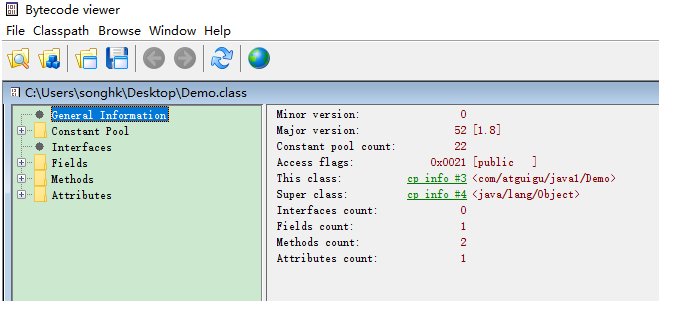 Bytecode viewer
File Classpath Browse Window Help
C:\Users\songhk\Desktop\Demo.class
General Information
Constant Pool
Interfaces
Fields
Methods
Attributes
Minor version: 0
Major version: 52 [1.8]
Constant pool count: 22
Access flags: 0x0021 [public ]
This class: cp info #3 <com/atguigu/java1/Demo>
Super class: cp info #4 <java/lang/Object>
Interfaces count: 0
Fields count: 1
Methods count: 2
Attributes count: 1